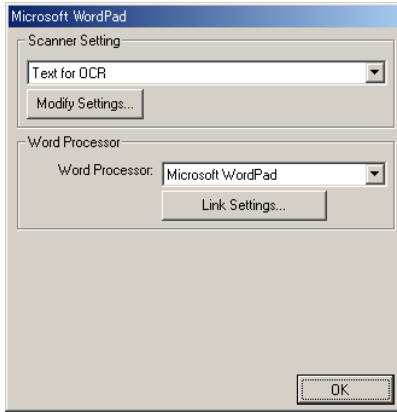 Microsoft WordPad
Scanner Setting
Text for OCR
Modify Settings...
Word Processor
Word Processor: Microsoft WordPad
Link Settings...
OK